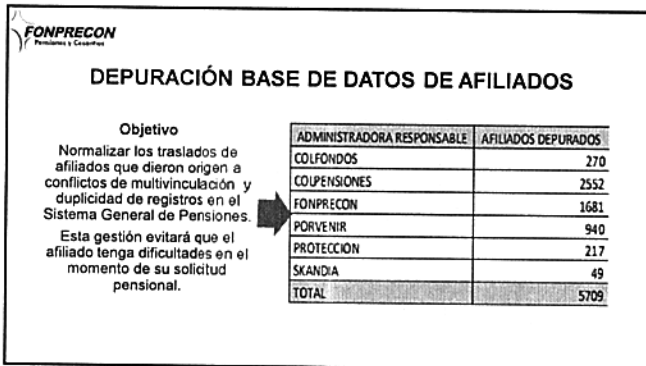 FONPRECON
Pensiones y Cesantías
DEPURACIÓN BASE DE DATOS DE AFILIADOS
Objetivo
Normalizar los traslados de
afiliados que dieron origen a
conflictos de multivinculación y
duplicidad de registros en el
Sistema General de Pensiones.
Esta gestión evitará que el
afiliado tenga dificultades en el
momento de su solicitud
pensional.
ADMINISTRADORA RESPONSABLE AFILIADOS DEPURADOS
COLFONDOS 270
COLPENSIONES 2552
FONPRECON 1681
PORVENIR 940
PROTECCION 217
SKANDIA 49
TOTAL 5709